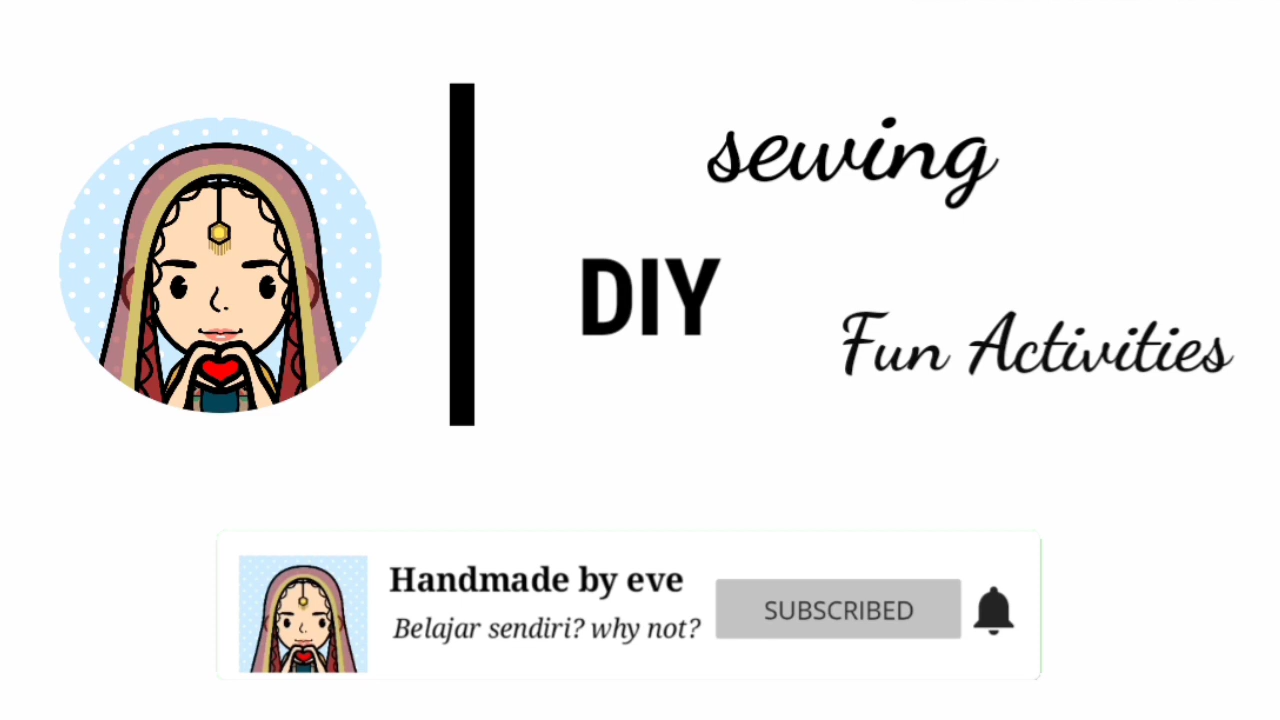 sewing
DIY
Fun Activities
Handmade by eve
Belajar sendiri? why not?
SUBSCRIBED